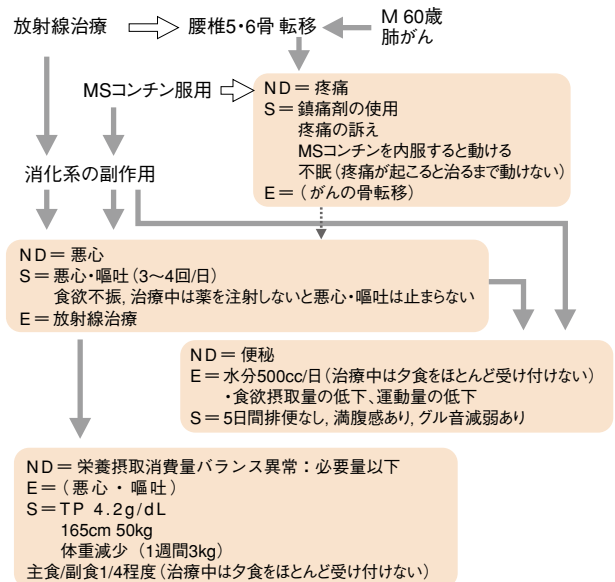 放射線治療
腰椎5・6骨 転移
M 60歳
肺がん
MSコンチン服用
ND＝疼痛
S＝鎮痛剤の使用
疼痛の訴え
MSコンチンを内服すると動ける
不眠（疼痛が起こると治るまで動けない）
E＝（がんの骨転移）
消化系の副作用
ND＝悪心
S＝悪心・嘔吐（3〜4回/日）
食欲不振，治療中は薬を注射しないと悪心・嘔吐は止まらない
E＝放射線治療
ND＝便秘
E＝水分500cc/日（治療中は夕食をほとんど受け付けない）
・食欲摂取量の低下、運動量の低下
S＝5日間排便なし，満腹感あり，グル音減弱あり
ND＝栄養摂取消費量バランス異常：必要量以下
E＝（悪心・嘔吐）
S＝TP 4.2g/dL
165cm 50kg
体重減少（1週間3kg）
主食/副食1/4程度（治療中は夕食をほとんど受け付けない）